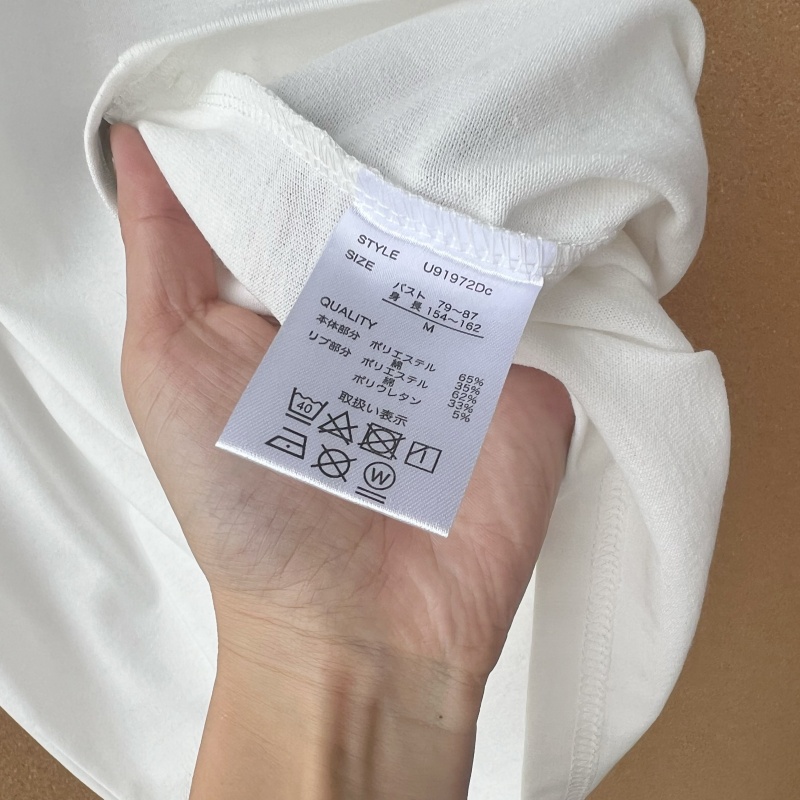 STYLE U91972Dc
SIZE
バスト 79~87
身 長 154~162
M
QUALITY
本体部分 ポリエステル 65%
綿 35%
リブ部分 ポリエステル 62%
綿 33%
ポリウレタン 5%
取扱い表示
40
W